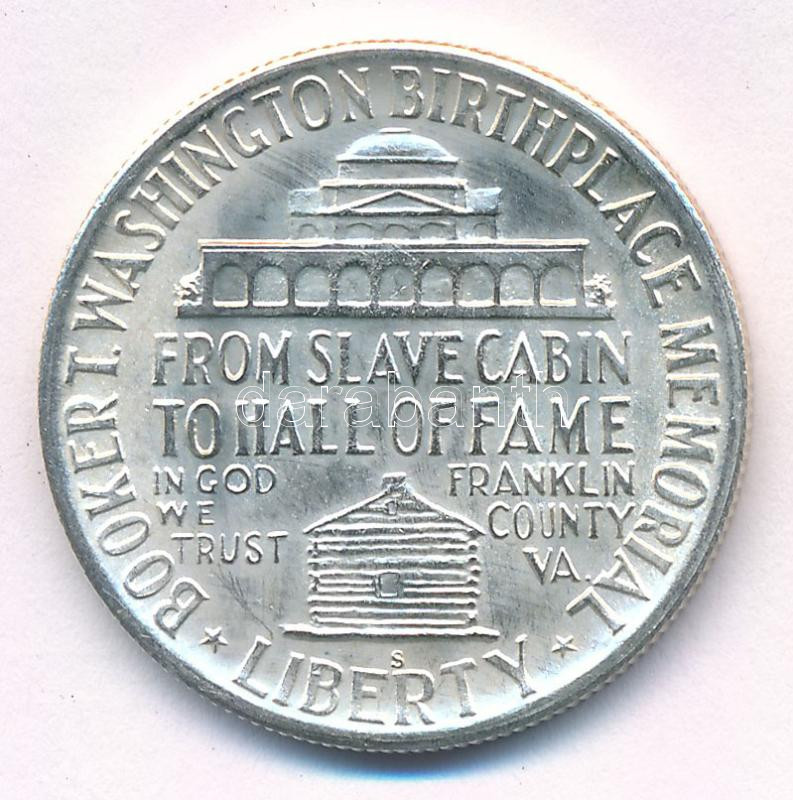 BOOKER T. WASHINGTON BIRTHPLACE MEMORIAL
FROM SLAVE CABIN
TO HALL OF FAME
IN GOD
WE
TRUST
FRANKLIN
COUNTY
VA.
S
★ LIBERTY ★
darabanth